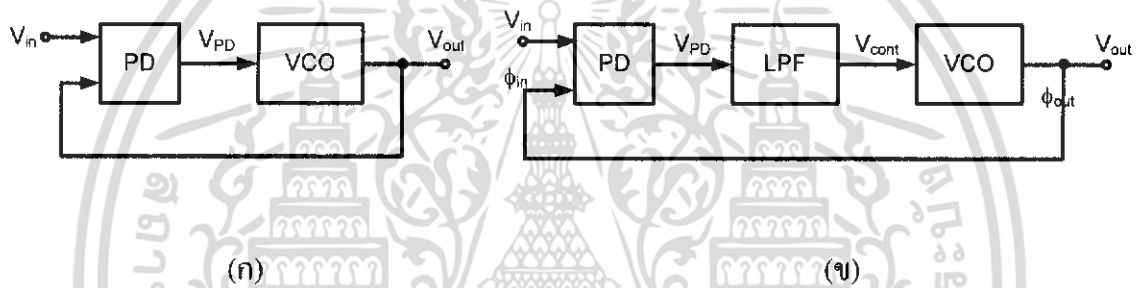 V_in
PD
V_PD
VCO
V_out
(ก)
V_in
ϕ_in
PD
V_PD
LPF
V_cont
VCO
V_out
ϕ_out
(ข)